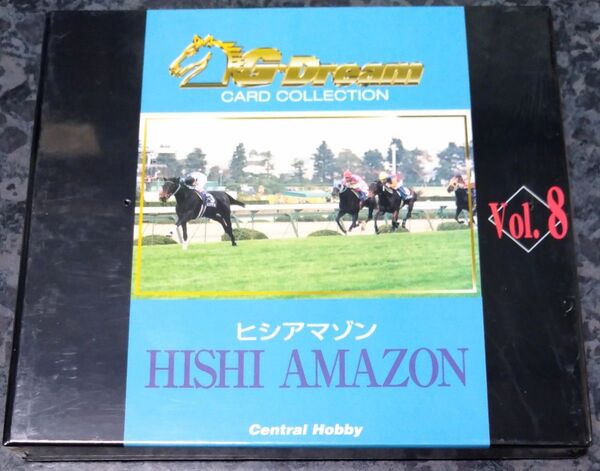 G-Dream
CARD COLLECTION
Vol. 8
ヒシアマゾン
HISHI AMAZON
Central Hobby